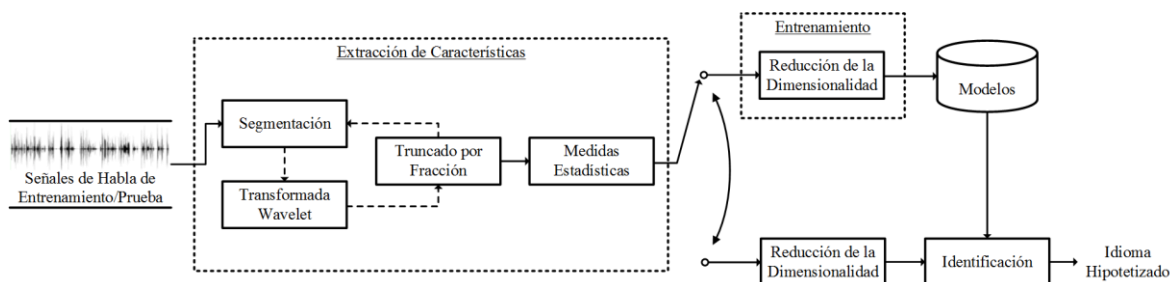 Extracción de Características
Entrenamiento
Señales de Habla de
Entrenamiento/Prueba
Segmentación
Transformada
Wavelet
Truncado por
Fracción
Medidas
Estadísticas
Reducción de la
Dimensionalidad
Modelos
Reducción de la
Dimensionalidad
Identificación
Idioma
Hipotetizado